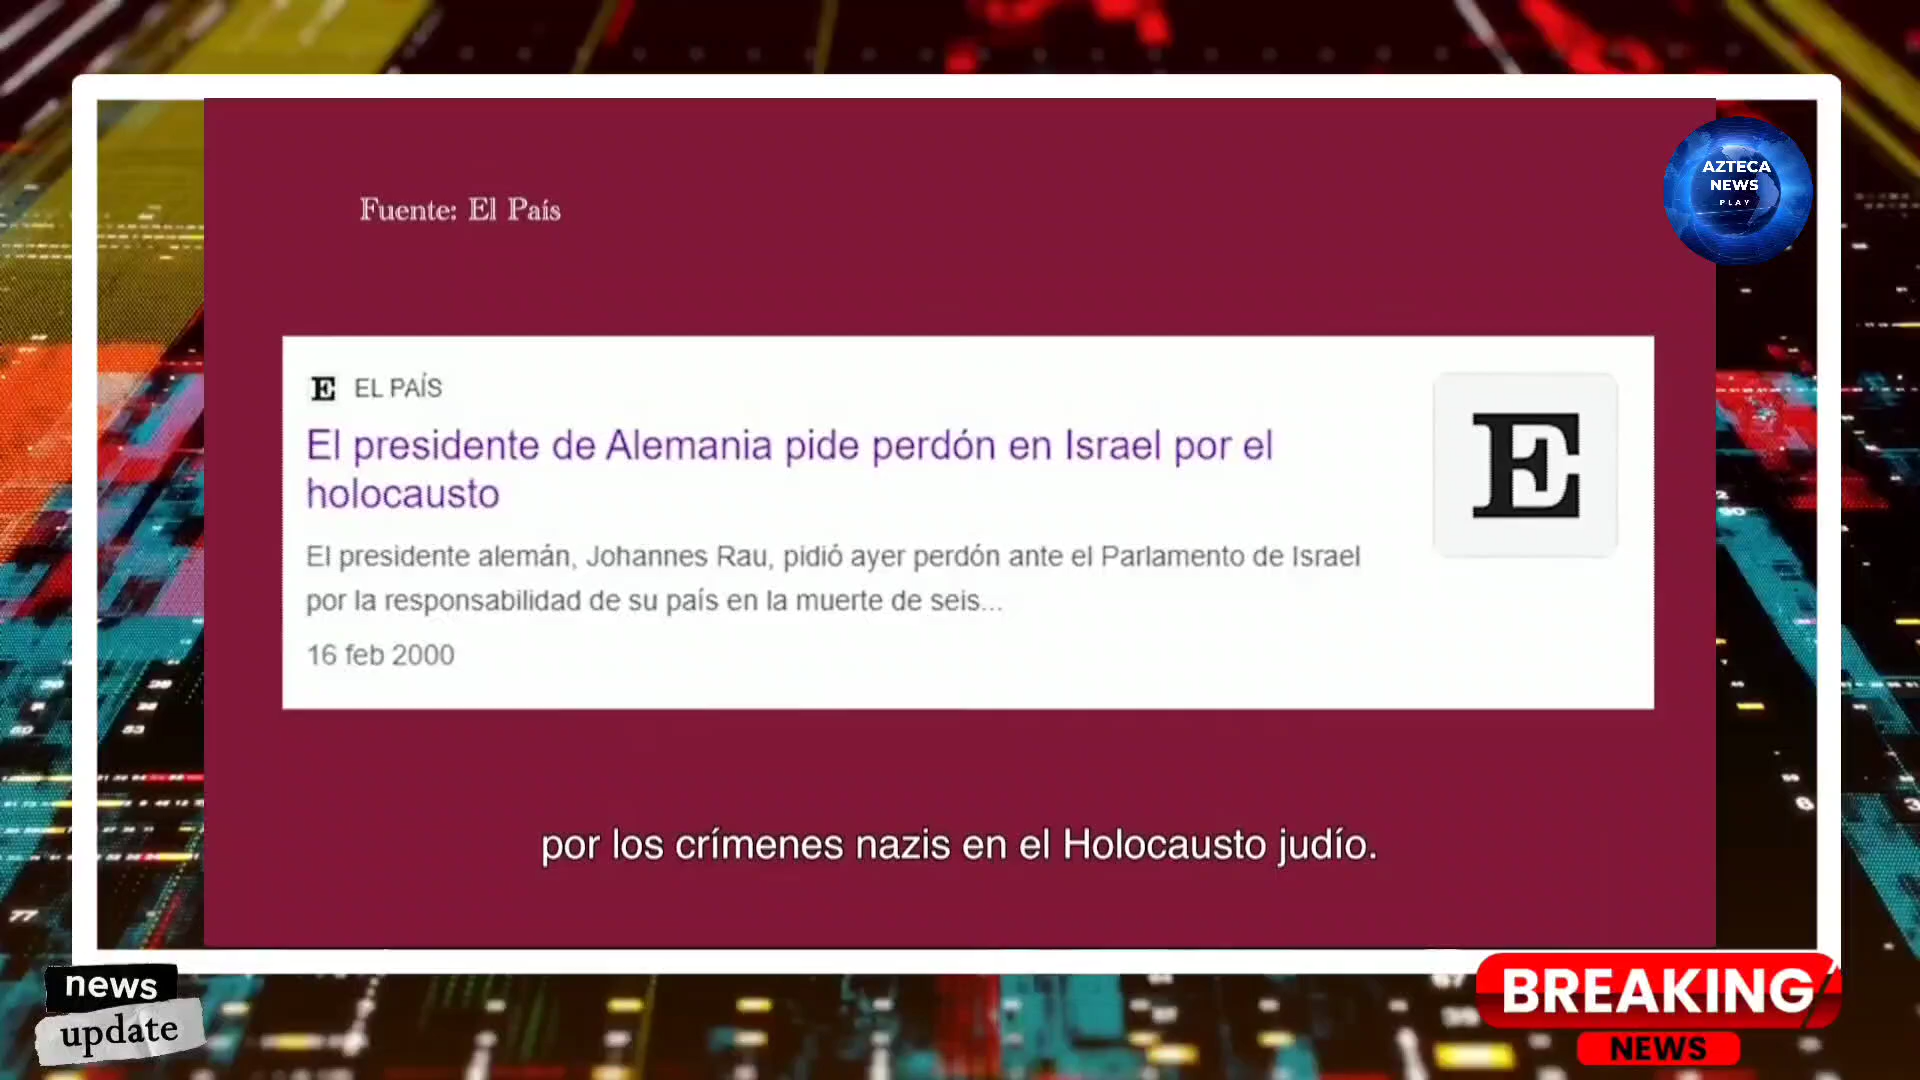 AZTECA
NEWS
PLAY
Fuente: El País
E EL PAÍS
El presidente de Alemania pide perdón en Israel por el
holocausto
E
El presidente alemán, Johannes Rau, pidió ayer perdón ante el Parlamento de Israel
por la responsabilidad de su país en la muerte de seis...
16 feb 2000
por los crímenes nazis en el Holocausto judío.
news
update
BREAKING
NEWS
77